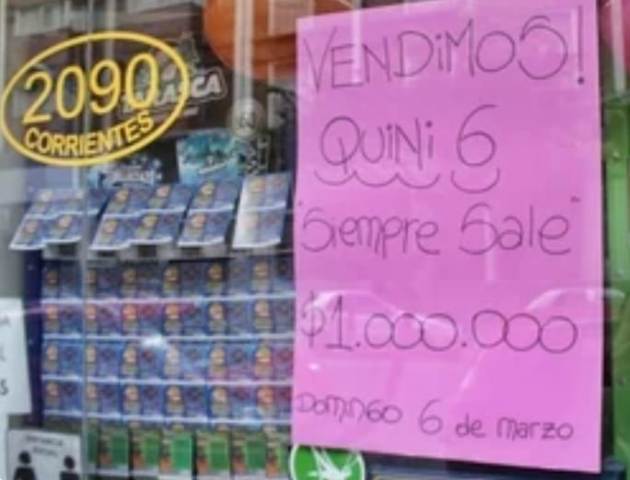 2090
CORRIENTES
VENDIMOS!
QUINI 6
"Siempre Sale"
$1.000.000
DOMINGO 6 de marzo